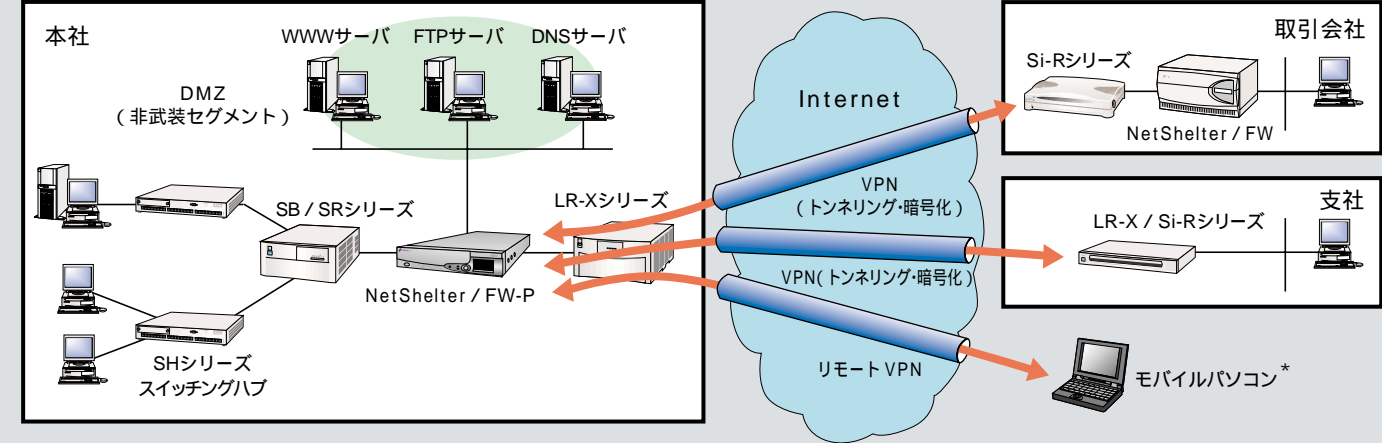 本社
WWWサーバ
FTPサーバ
DNSサーバ
DMZ
(非武装セグメント)
SB / SRシリーズ
LR-Xシリーズ
NetShelter / FW-P
SHシリーズ
スイッチングハブ
Internet
VPN
(トンネリング・暗号化)
VPN(トンネリング・暗号化)
リモート VPN
取引会社
Si-Rシリーズ
NetShelter / FW
支社
LR-X / Si-Rシリーズ
モバイルパソコン*